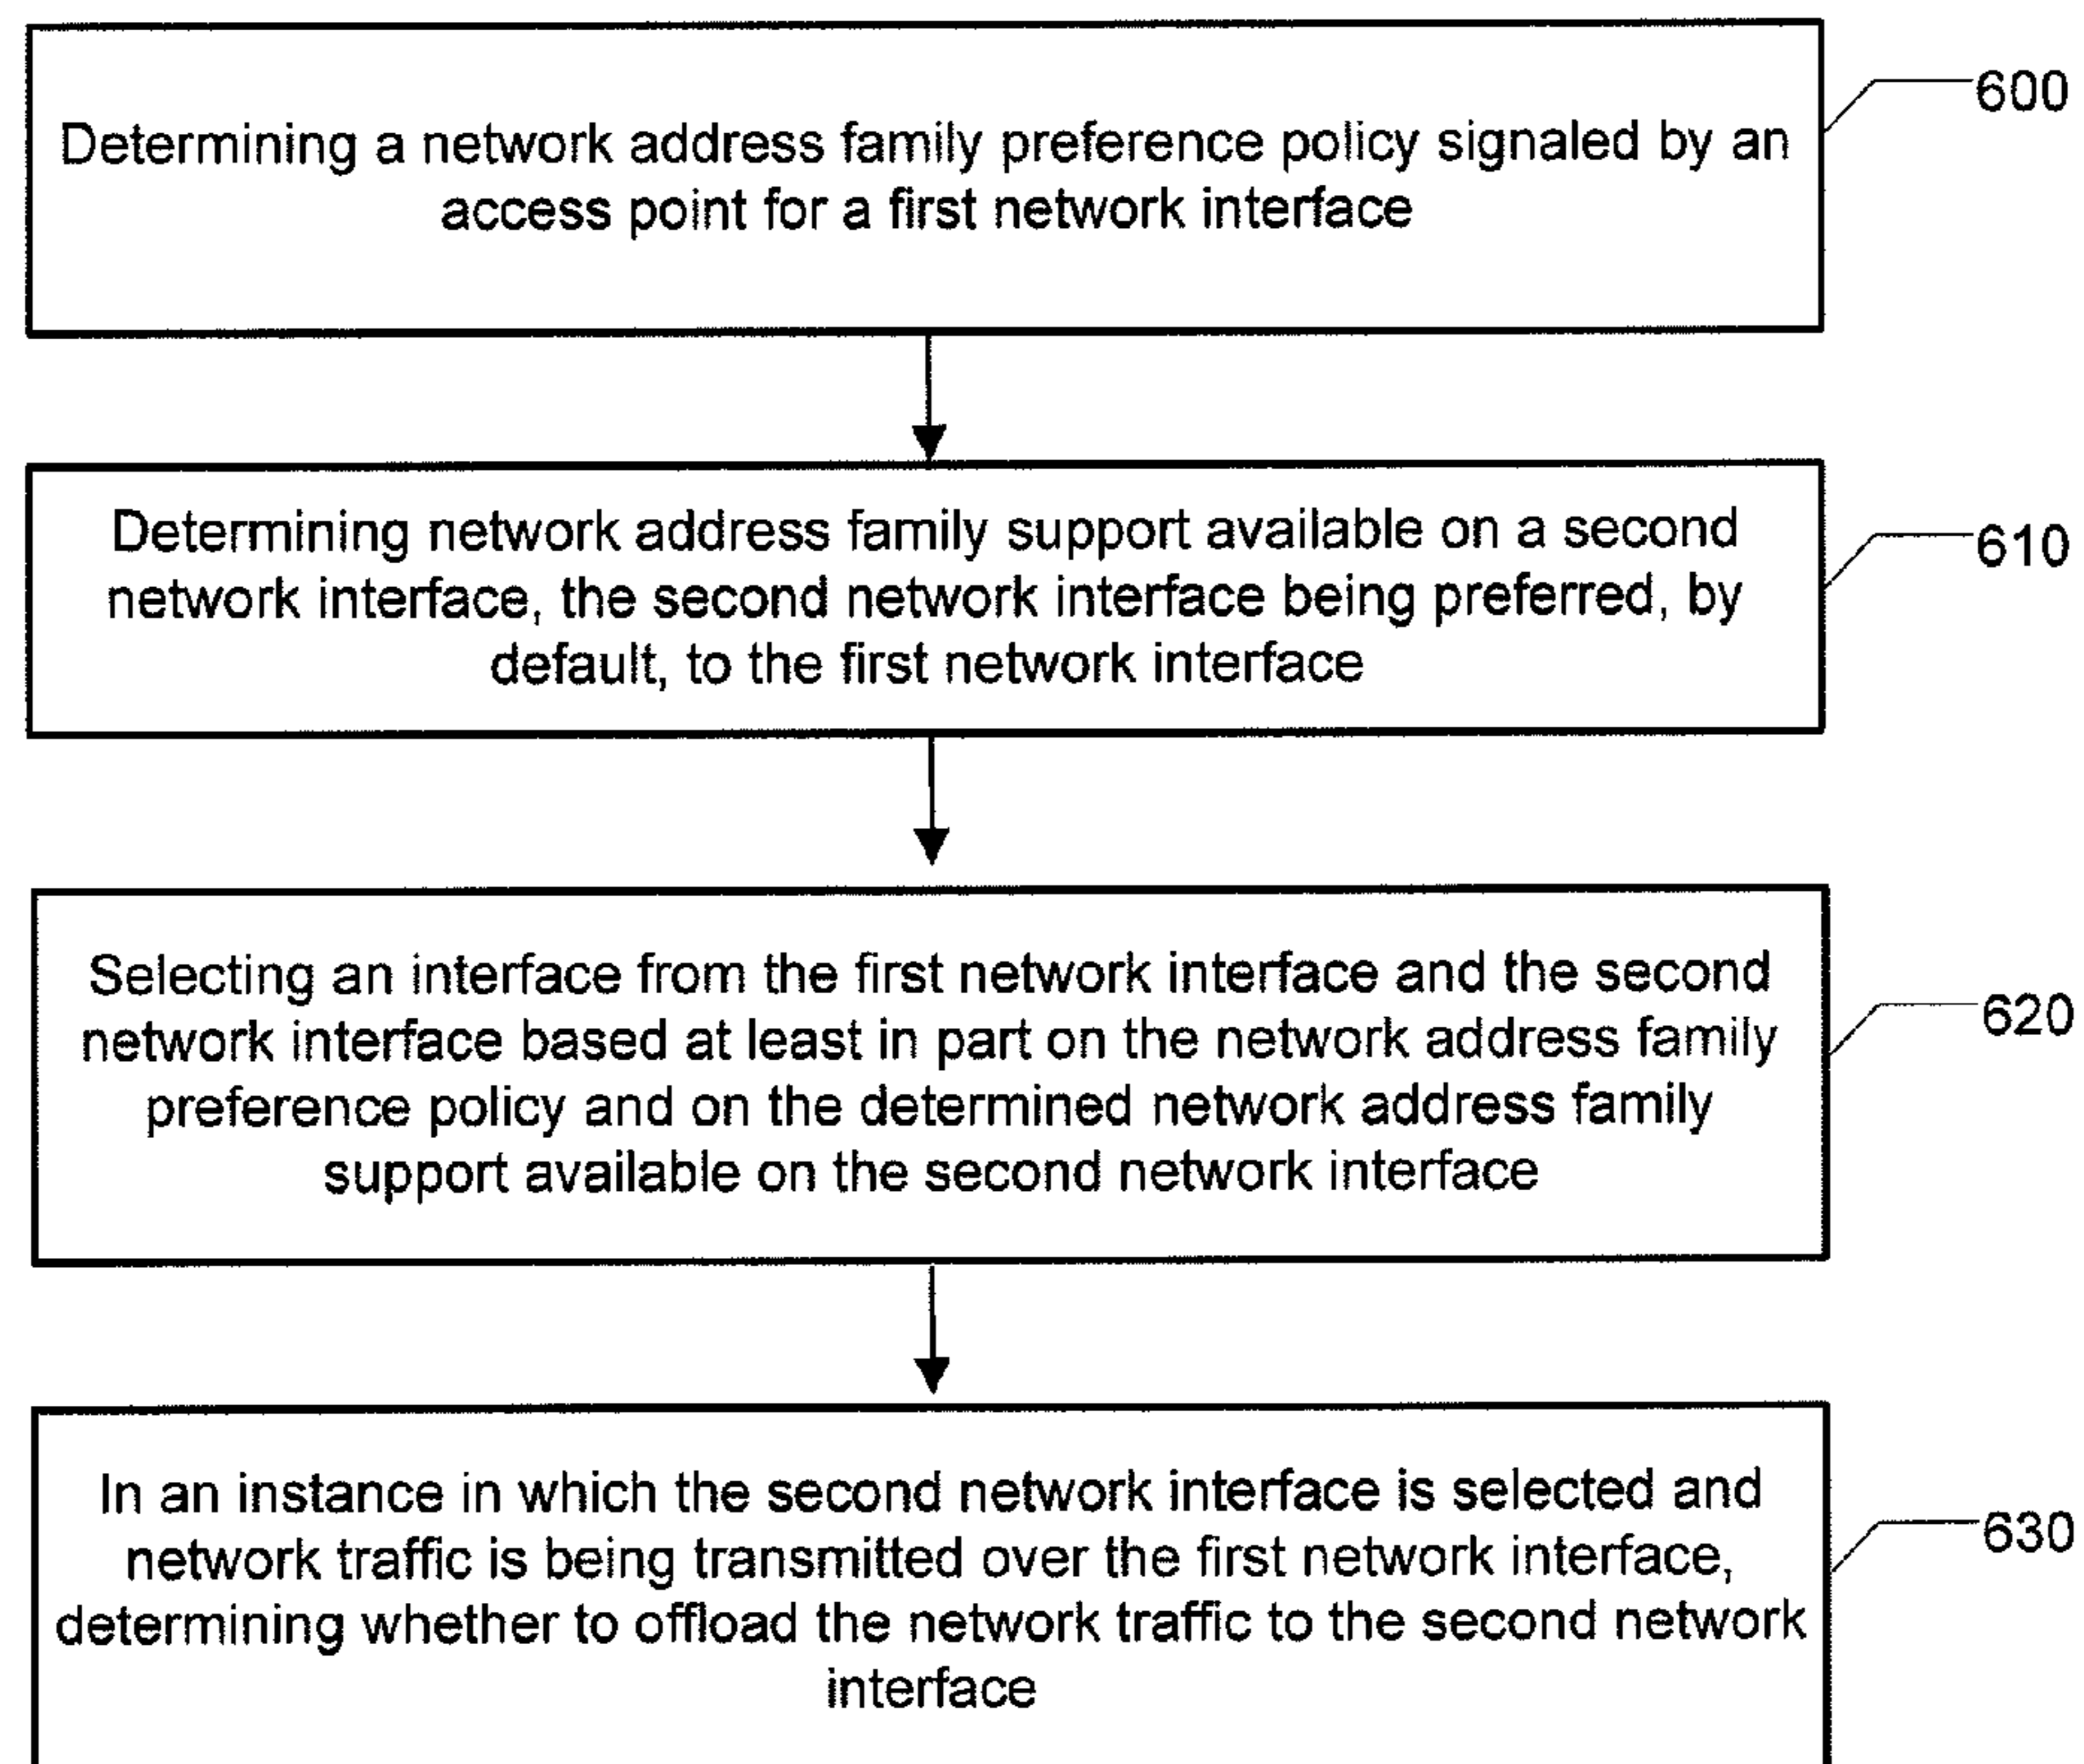 Determining a network address family preference policy signaled by an
access point for a first network interface
600
Determining network address family support available on a second
network interface, the second network interface being preferred, by
default, to the first network interface
610
Selecting an interface from the first network interface and the second
network interface based at least in part on the network address family
preference policy and on the determined network address family
support available on the second network interface
620
In an instance in which the second network interface is selected and
network traffic is being transmitted over the first network interface,
determining whether to offload the network traffic to the second network
interface
630